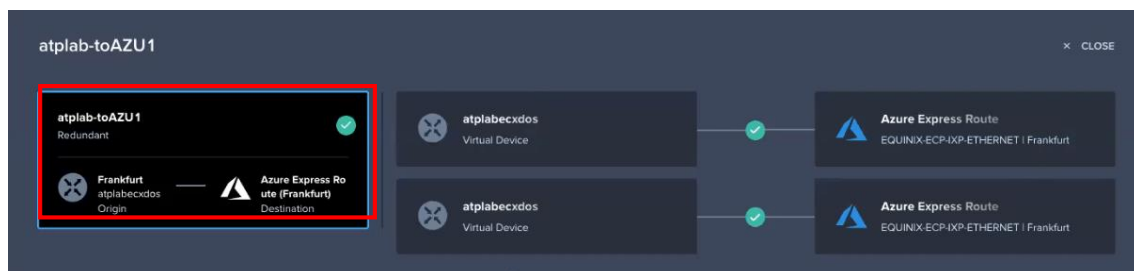 atplab-toAZU1
× CLOSE
atplab-toAZU1
Redundant
Frankfurt
atplabecxdos
Origin
Azure Express Ro
ute (Frankfurt)
Destination
atplabecxdos
Virtual Device
Azure Express Route
EQUINIX-ECP-IXP-ETHERNET | Frankfurt
atplabecxdos
Virtual Device
Azure Express Route
EQUINIX-ECP-IXP-ETHERNET | Frankfurt